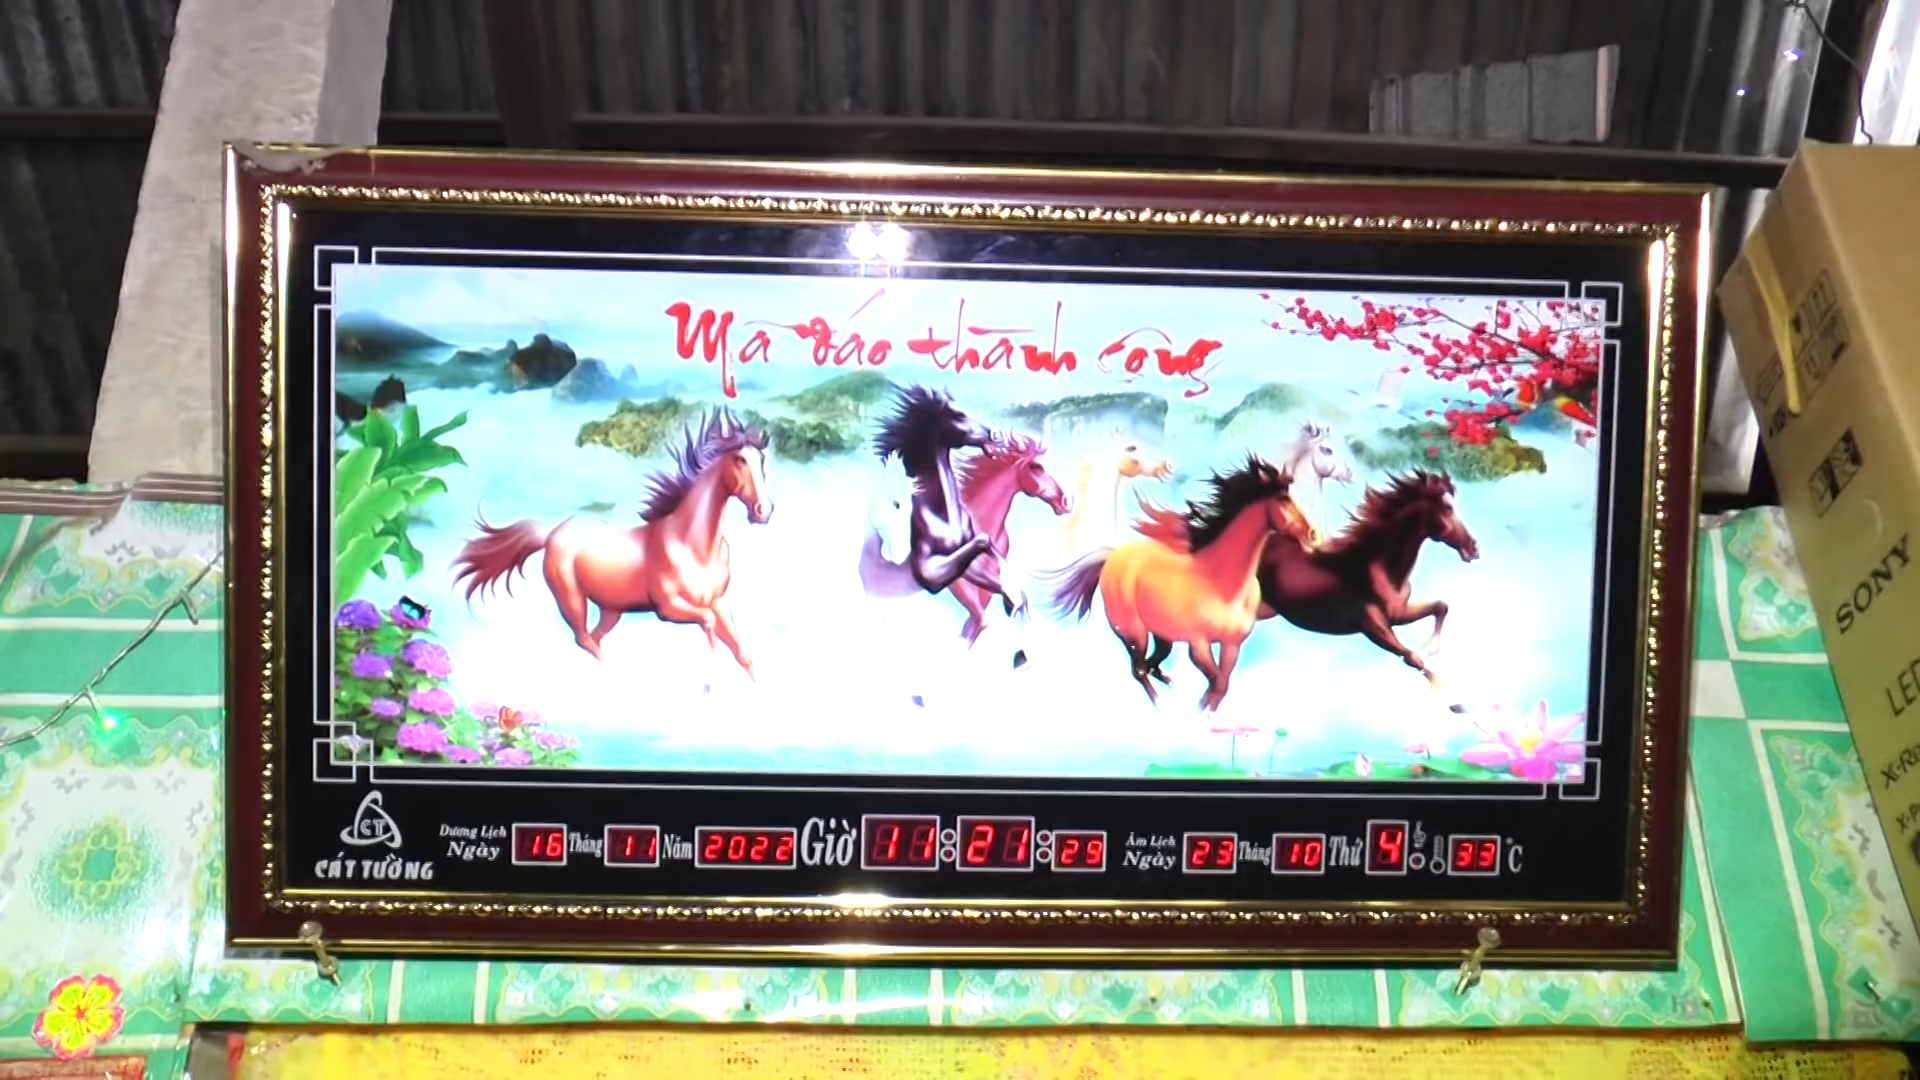 Mã đáo thành công
CT
CÁT TƯỜNG
Dương Lịch
Ngày 16 Tháng 11 Năm 2022 Giờ 11:21:29
Âm Lịch
Ngày 23 Tháng 10 Thứ 4 33 °C
SONY
LED